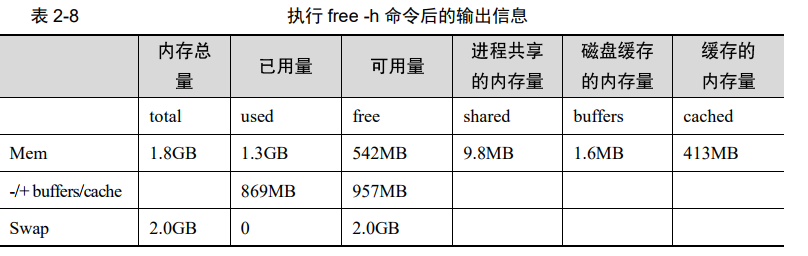 表 2-8 执行 free -h 命令后的输出信息
内存总量 已用量 可用量 进程共享的内存量 磁盘缓存的内存量 缓存的内存量
total used free shared buffers cached
Mem 1.8GB 1.3GB 542MB 9.8MB 1.6MB 413MB
-/+ buffers/cache 869MB 957MB
Swap 2.0GB 0 2.0GB